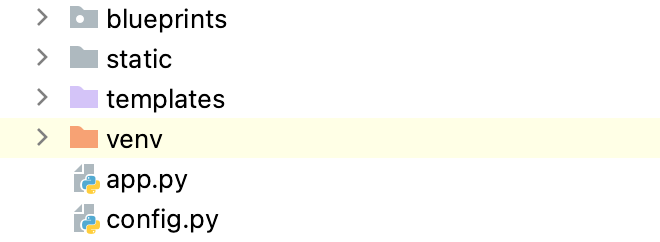 blueprints
static
templates
venv
app.py
config.py